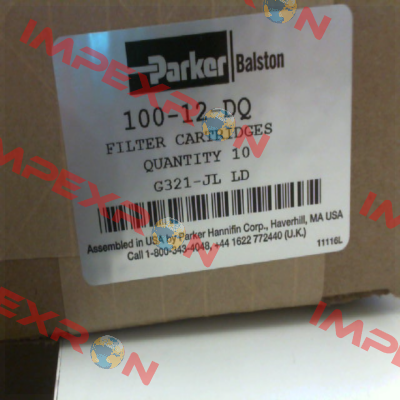 Parker Balston
100-12-DQ
FILTER CARTRIDGES
QUANTITY 10
G321-JL LD
Assembled in USA by Parker Hannifin Corp., Haverhill, MA USA
Call 1-800-343-4048, +44 1622 772440 (U.K.)
11116L
IMPEXRON
IMPEXRON
IMPEXRON
IMPEXRON
IMPEXRON